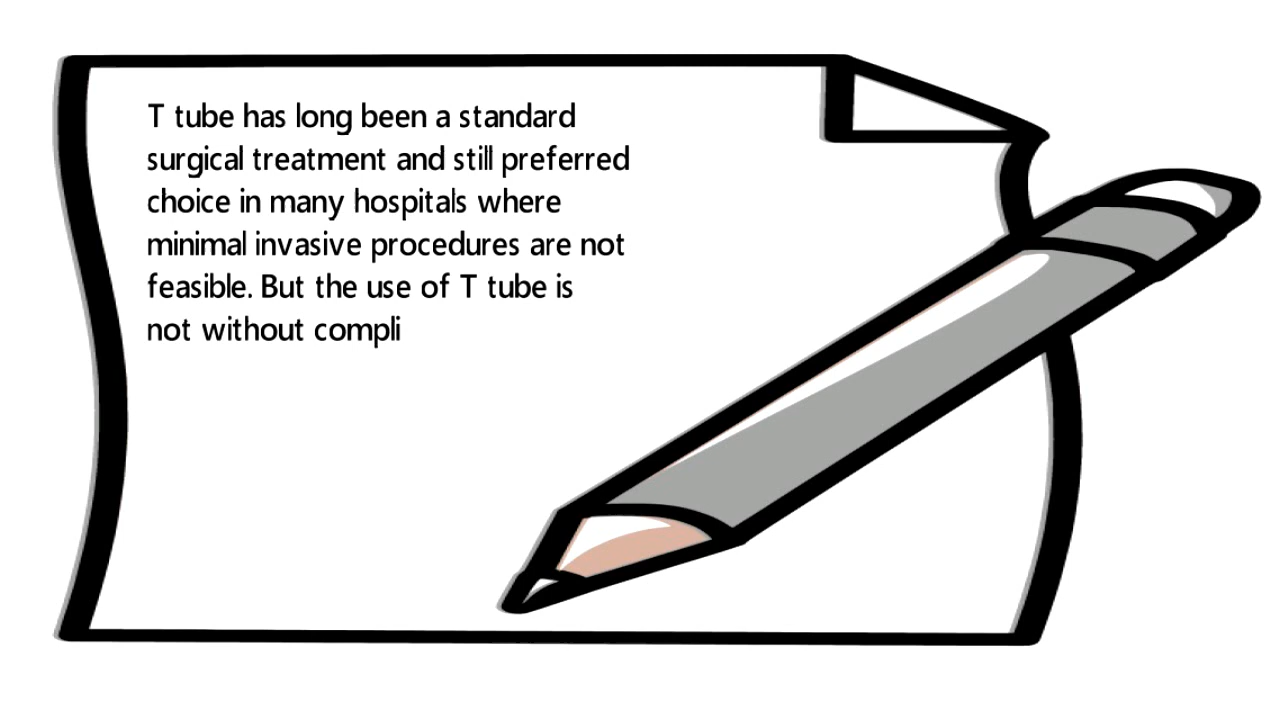 T tube has long been a standard
surgical treatment and still preferred
choice in many hospitals where
minimal invasive procedures are not
feasible. But the use of T tube is
not without compli